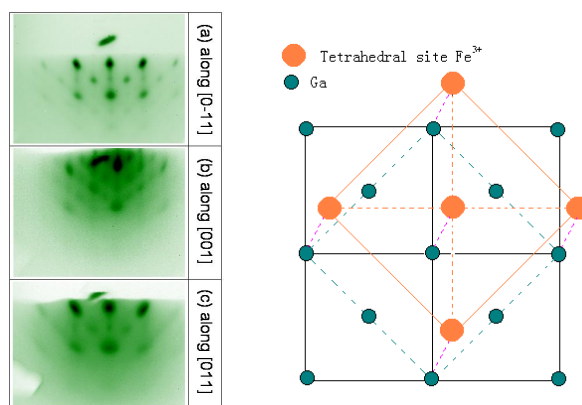 (a) along [0-11]
(b) along [001]
(c) along [011]
Tetrahedral site Fe³⁺
Ga